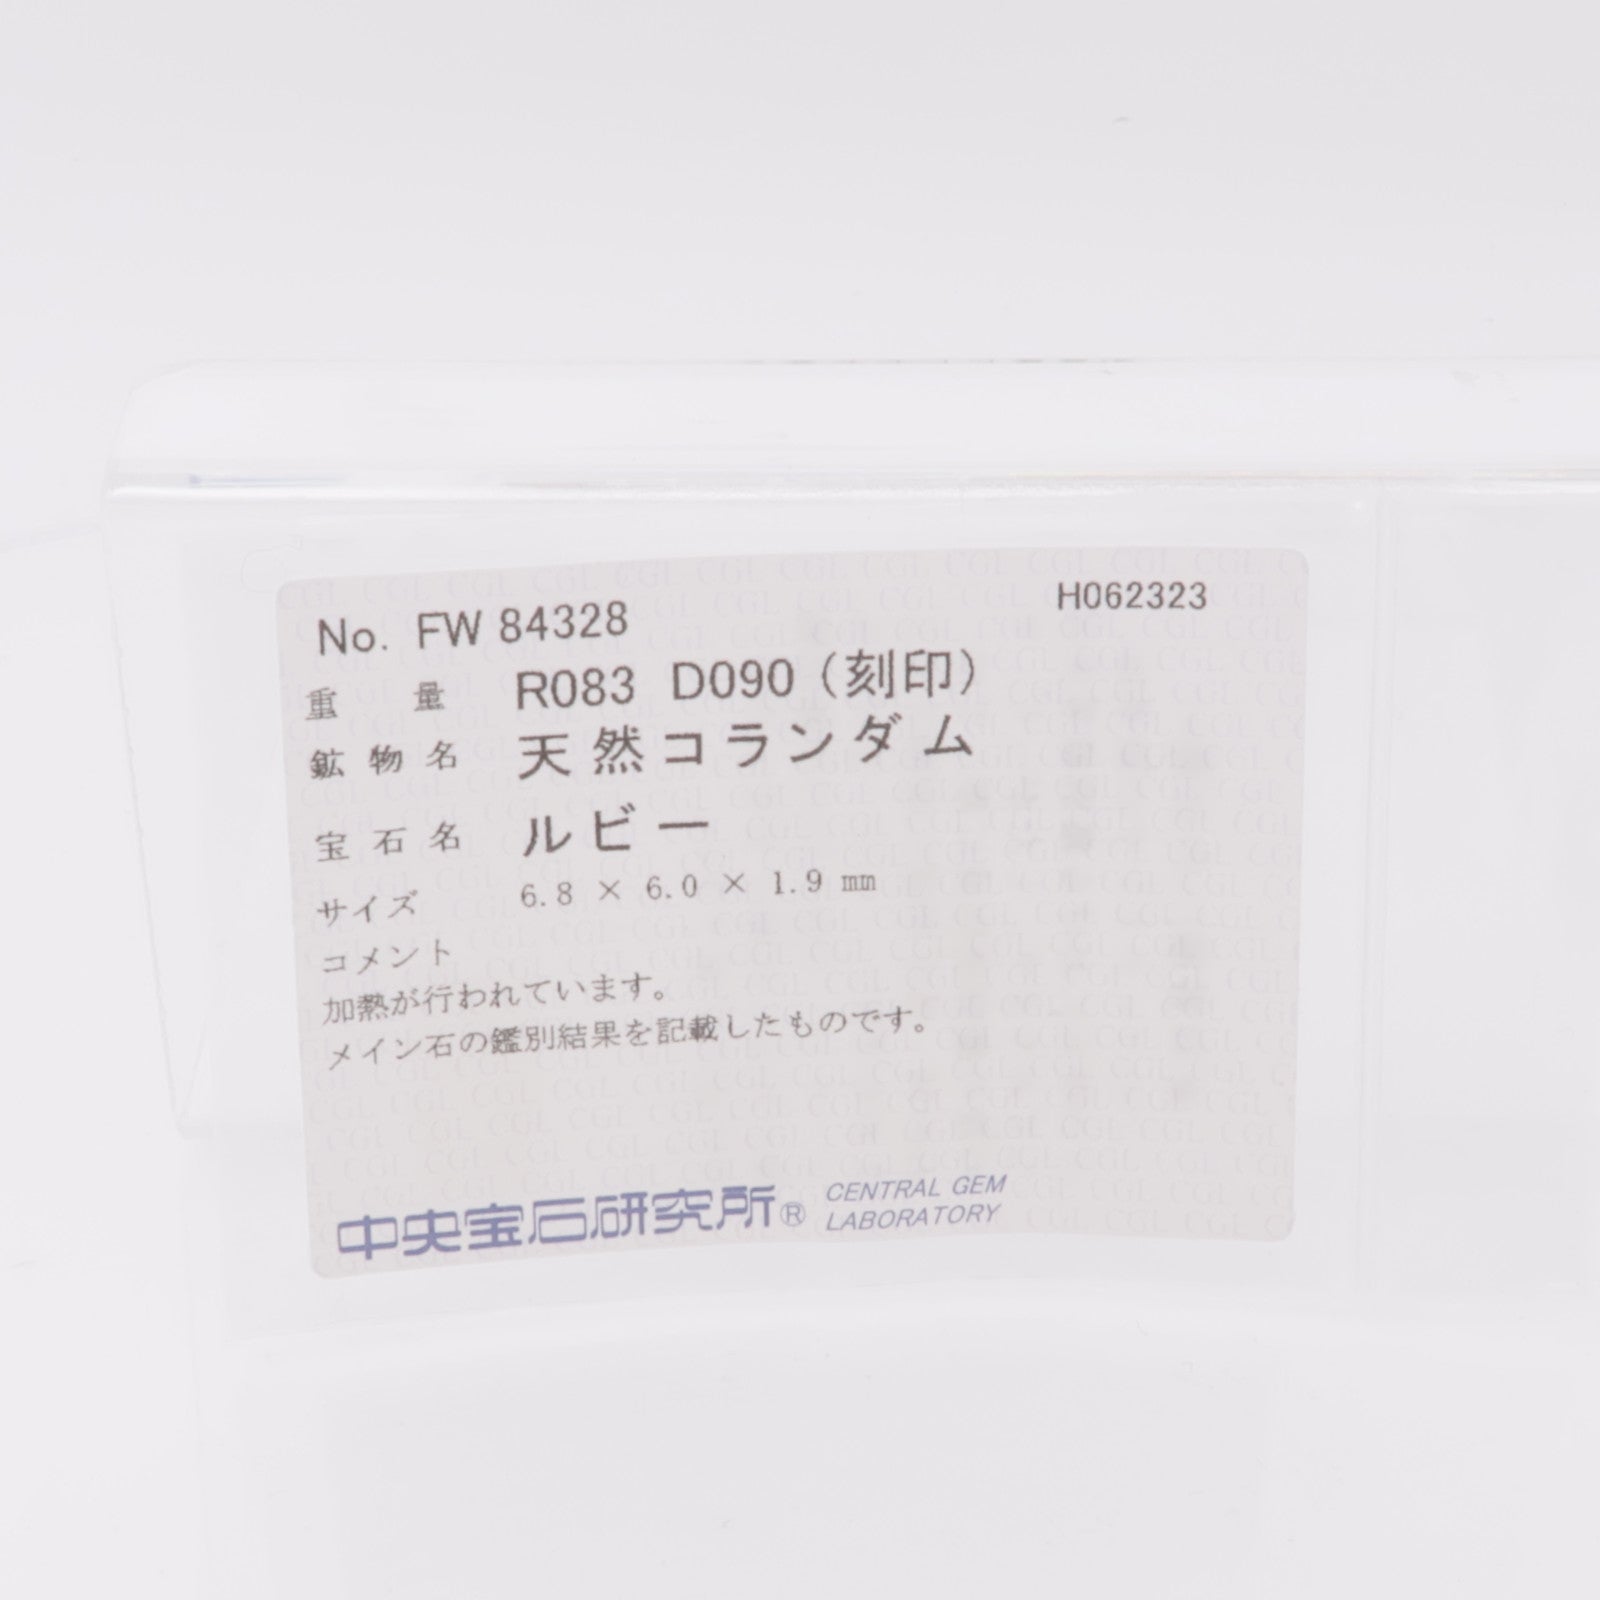 No. FW 84328 H062323
重量 R083 D090（刻印）
鉱物名 天然コランダム
宝石名 ルビー
サイズ 6.8 × 6.0 × 1.9 mm
コメント
加熱が行われています。
メイン石の鑑別結果を記載したものです。
中央宝石研究所® CENTRAL GEM
LABORATORY